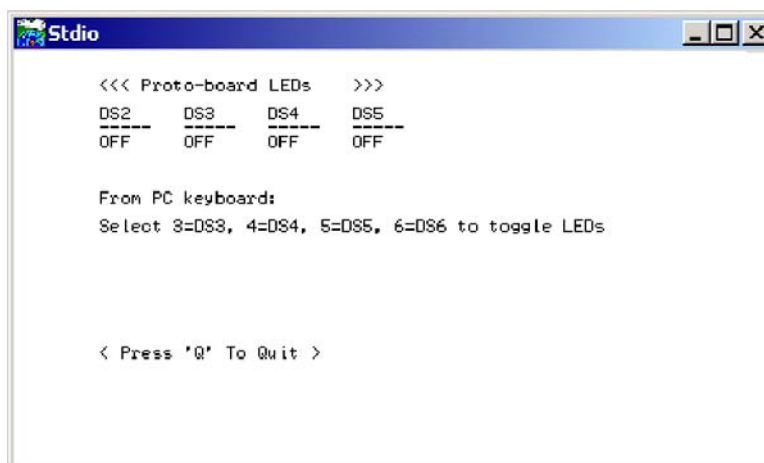 Stdio
<<< Proto-board LEDs >>>
DS2 DS3 DS4 DS5
----- ----- ----- -----
OFF OFF OFF OFF
From PC keyboard:
Select 3=DS3, 4=DS4, 5=DS5, 6=DS6 to toggle LEDs
< Press 'Q' To Quit >